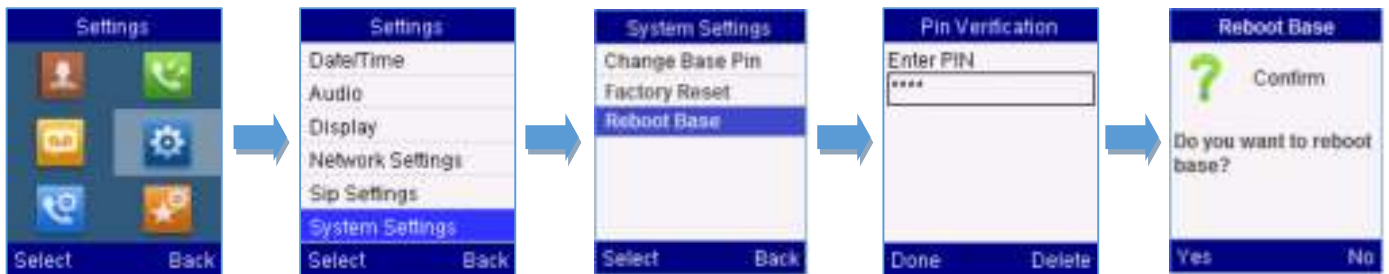 Settings
Select Back
Settings
Date/Time
Audio
Display
Network Settings
Sip Settings
System Settings
Select Back
System Settings
Change Base Pin
Factory Reset
Reboot Base
Select Back
Pin Verification
Enter PIN
****
Done Delete
Reboot Base
Confirm
Do you want to reboot
base?
Yes No